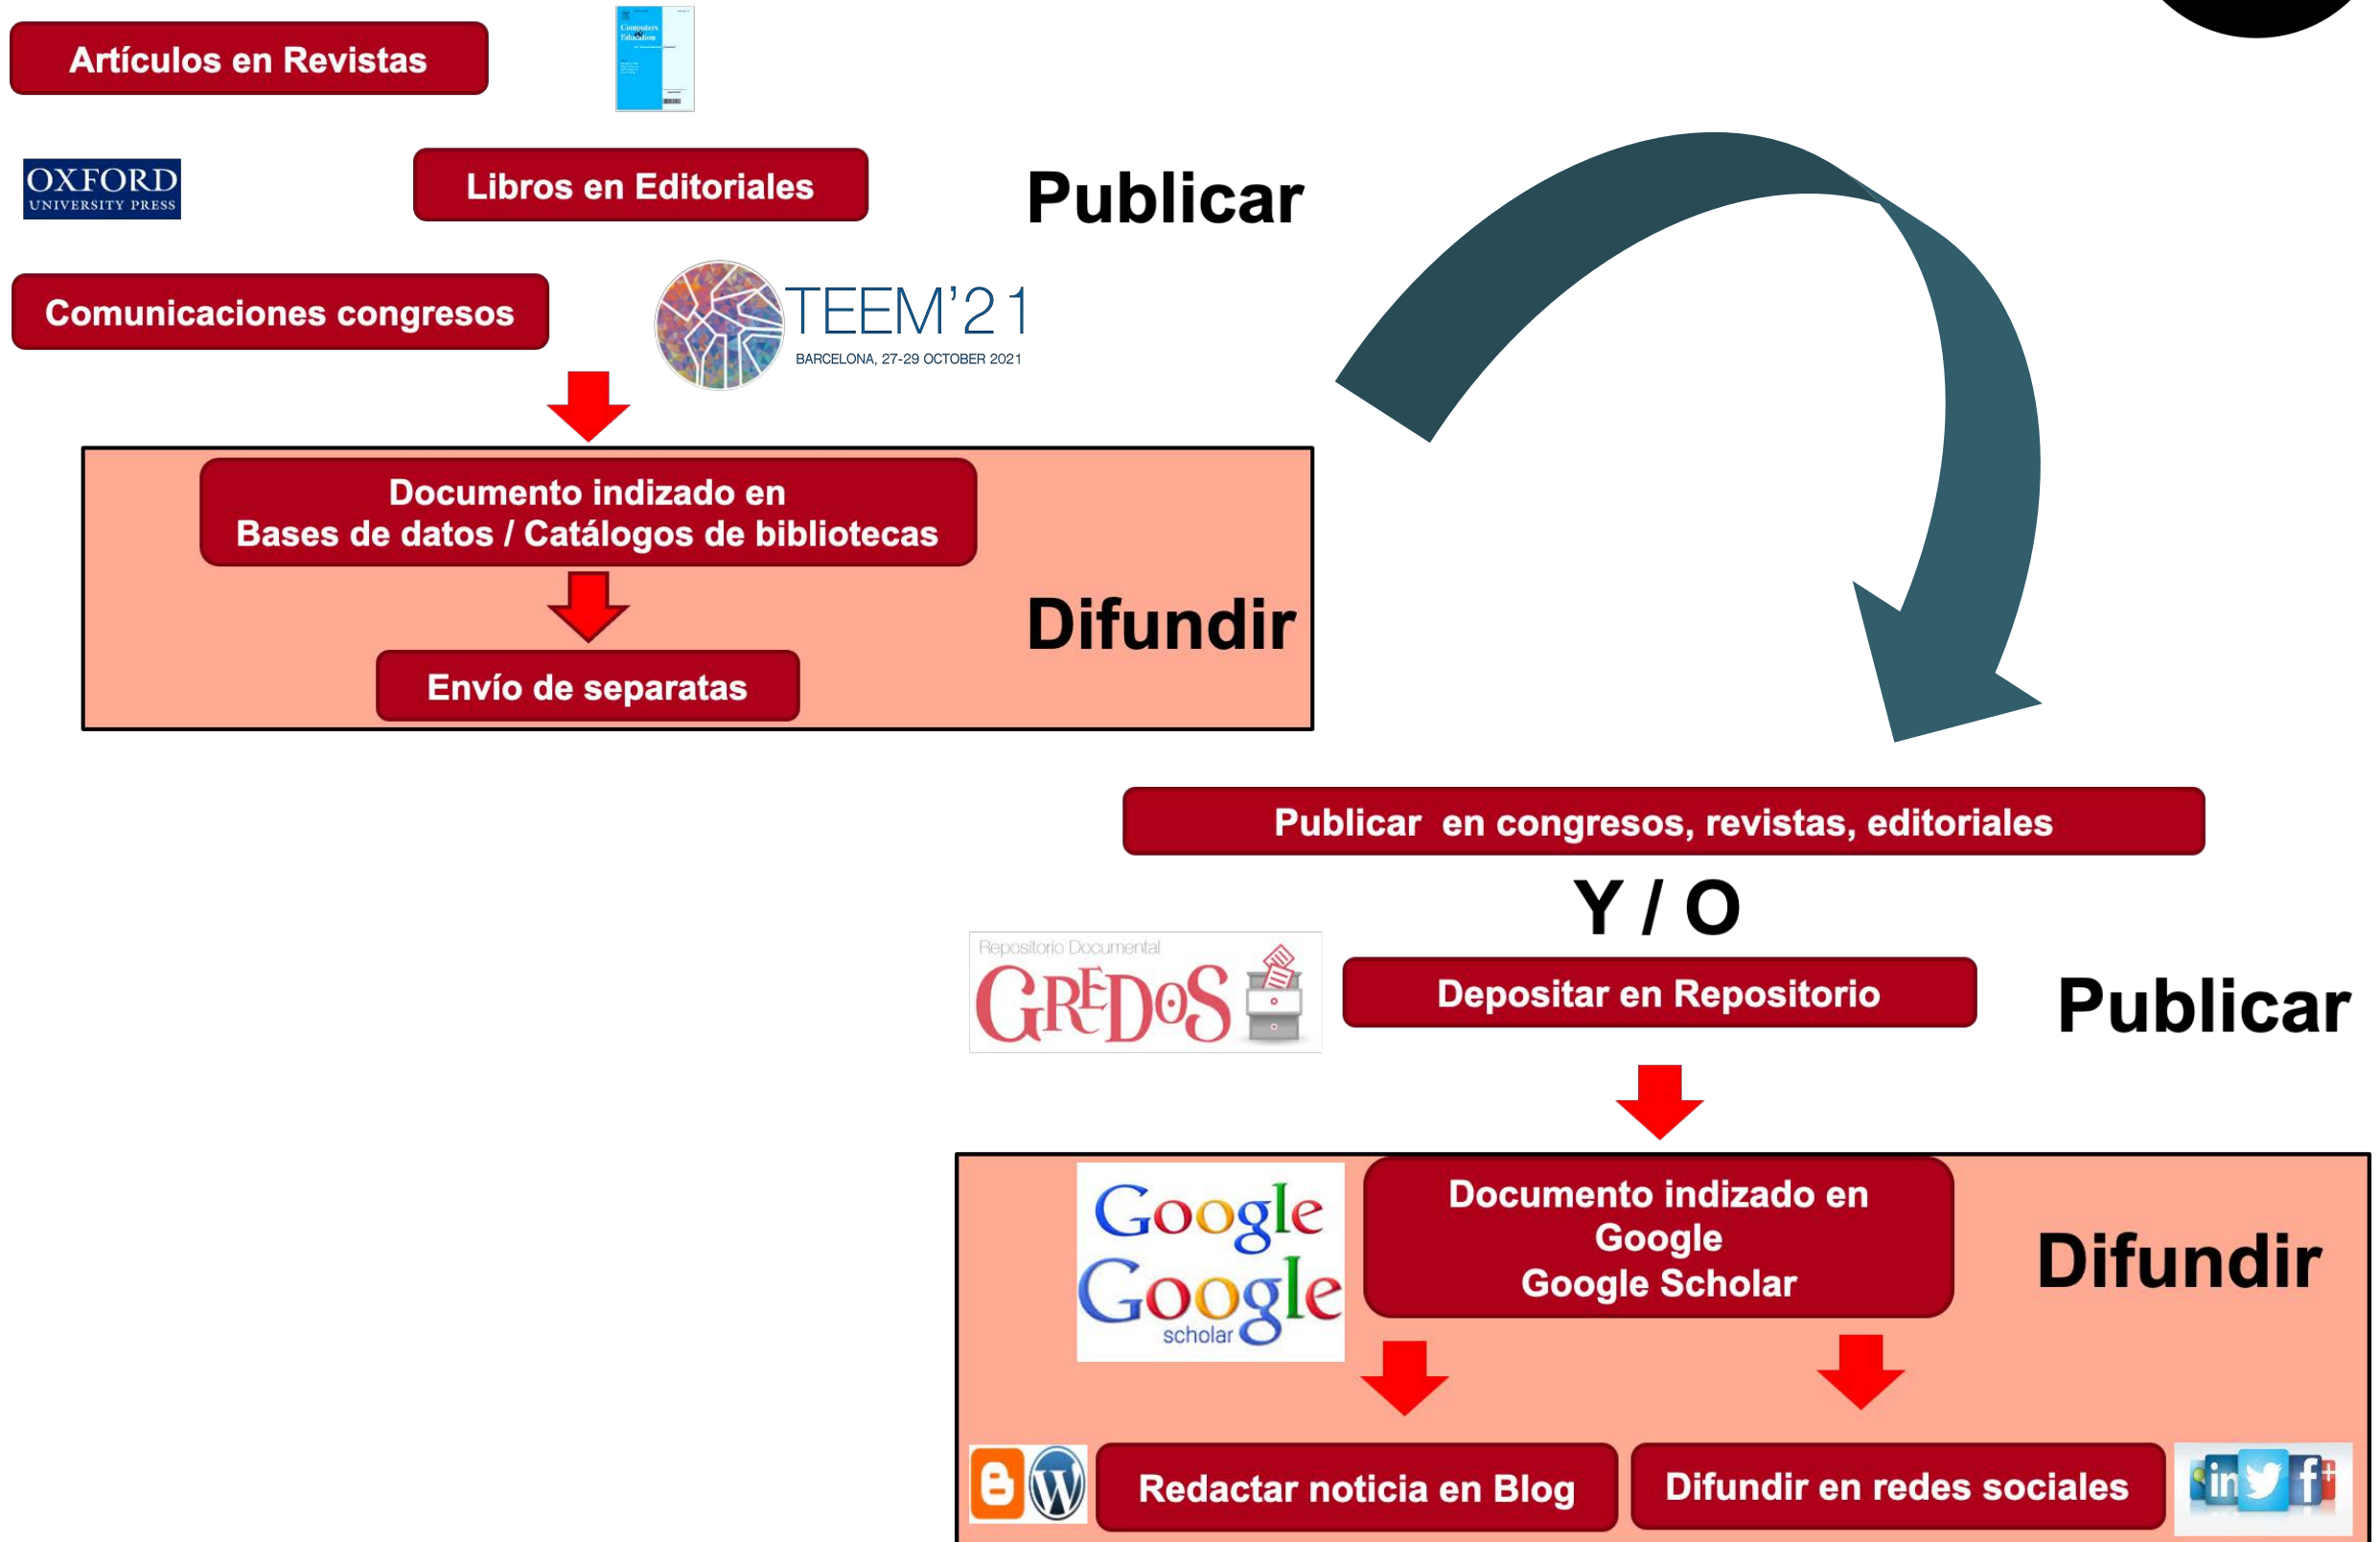 Artículos en Revistas
Computers
Education
OXFORD
UNIVERSITY PRESS
Libros en Editoriales
Publicar
Comunicaciones congresos
TEEM'21
BARCELONA, 27-29 OCTOBER 2021
Documento indizado en
Bases de datos / Catálogos de bibliotecas
Difundir
Envío de separatas
Publicar en congresos, revistas, editoriales
Y / O
Repositorio Documental
GREDOS
Depositar en Repositorio
Publicar
Google
Google
scholar
Documento indizado en
Google
Google Scholar
Difundir
Redactar noticia en Blog
Difundir en redes sociales
in
f